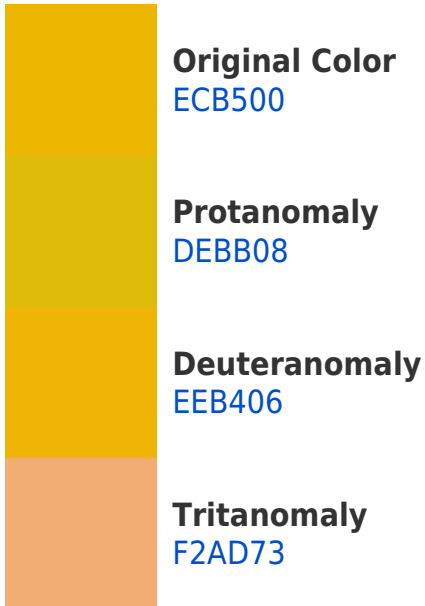 Original Color
ECB500
Protanomaly
DEBB08
Deuteranomaly
EEB406
Tritanomaly
F2AD73